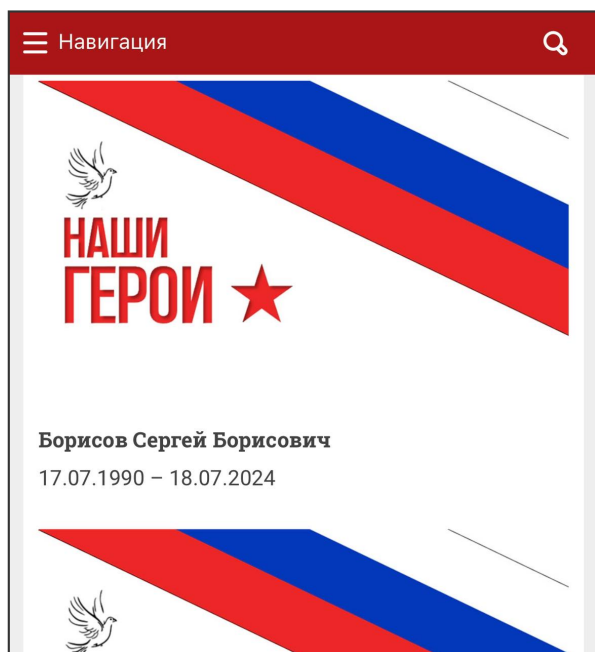 Навигация
НАШИ
ГЕРОИ
Борисов Сергей Борисович
17.07.1990 – 18.07.2024